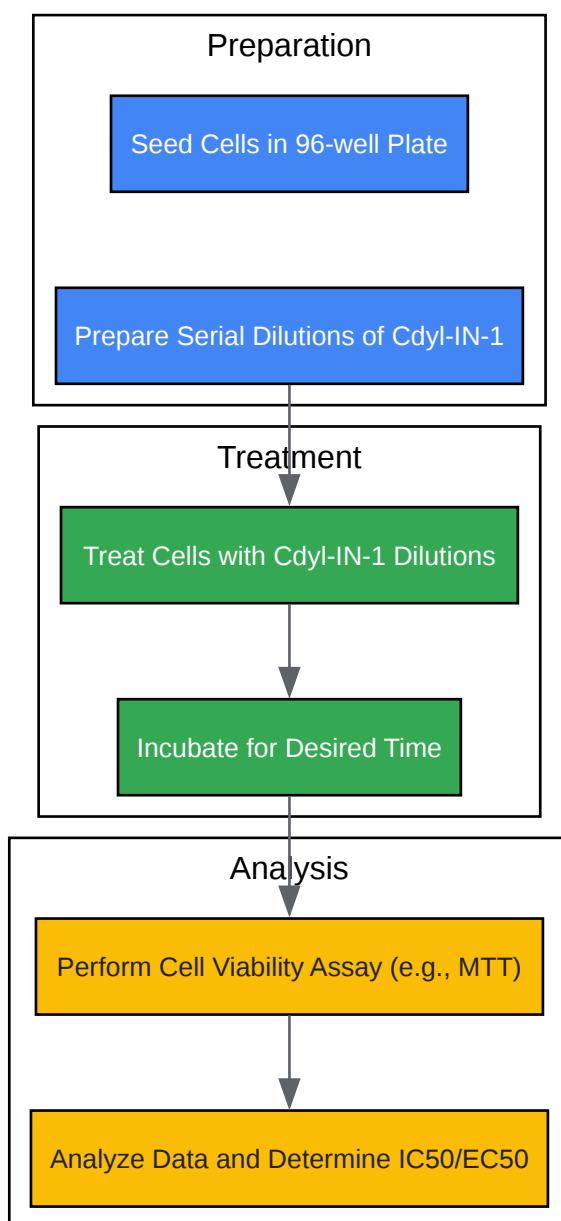 Preparation
Seed Cells in 96-well Plate
Prepare Serial Dilutions of Cdyl-IN-1
Treatment
Treat Cells with Cdyl-IN-1 Dilutions
Incubate for Desired Time
Analysis
Perform Cell Viability Assay (e.g., MTT)
Analyze Data and Determine IC50/EC50